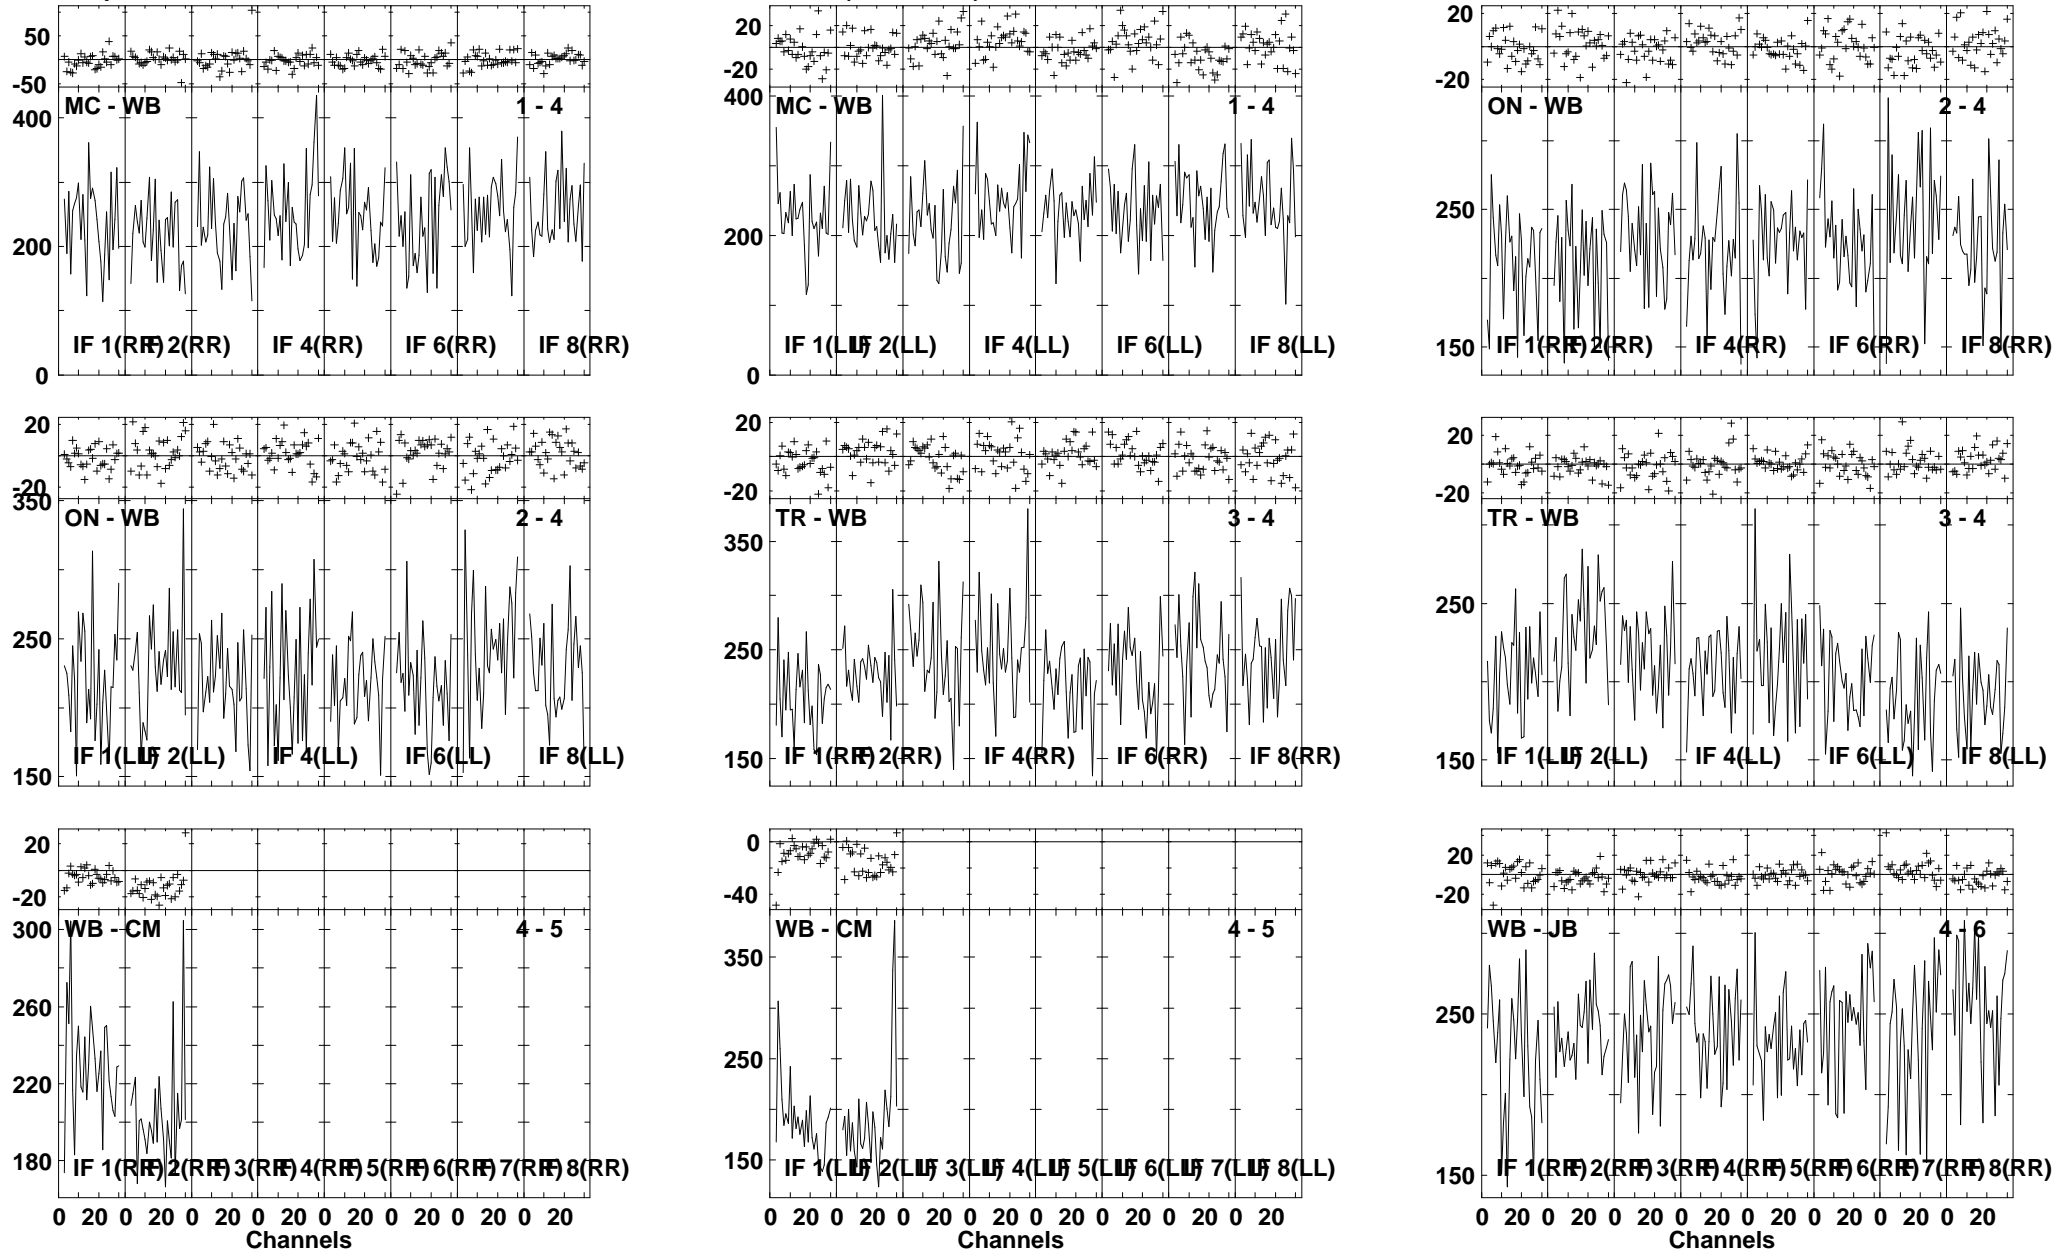 50
-50
MC - WB 1 - 4
400
200
0
IF 1(RR) IF 2(RR) IF 4(RR) IF 6(RR) IF 8(RR)
20
-20
MC - WB 1 - 4
400
200
0
IF 1(LL) IF 2(LL) IF 4(LL) IF 6(LL) IF 8(LL)
20
-20
ON - WB 2 - 4
250
150
IF 1(RR) IF 2(RR) IF 4(RR) IF 6(RR) IF 8(RR)
20
-20
ON - WB 2 - 4
350
250
150
IF 1(LL) IF 2(LL) IF 4(LL) IF 6(LL) IF 8(LL)
20
-20
TR - WB 3 - 4
350
250
150
IF 1(RR) IF 2(RR) IF 4(RR) IF 6(RR) IF 8(RR)
20
-20
TR - WB 3 - 4
250
150
IF 1(LL) IF 2(LL) IF 4(LL) IF 6(LL) IF 8(LL)
20
-20
WB - CM 4 - 5
300
260
220
180
IF 1(RR) IF 2(RR) IF 3(RR) IF 4(RR) IF 5(RR) IF 6(RR) IF 7(RR) IF 8(RR)
0 20 0 20 0 20 0 20 0 20 0 20 0 20 0 20
Channels
0
-40
WB - CM 4 - 5
350
250
150
IF 1(LL) IF 2(LL) IF 3(LL) IF 4(LL) IF 5(LL) IF 6(LL) IF 7(LL) IF 8(LL)
0 20 0 20 0 20 0 20 0 20 0 20 0 20 0 20
Channels
20
-20
WB - JB 4 - 6
250
150
IF 1(RR) IF 2(RR) IF 3(RR) IF 4(RR) IF 5(RR) IF 6(RR) IF 7(RR) IF 8(RR)
0 20 0 20 0 20 0 20 0 20 0 20 0 20 0 20
Channels